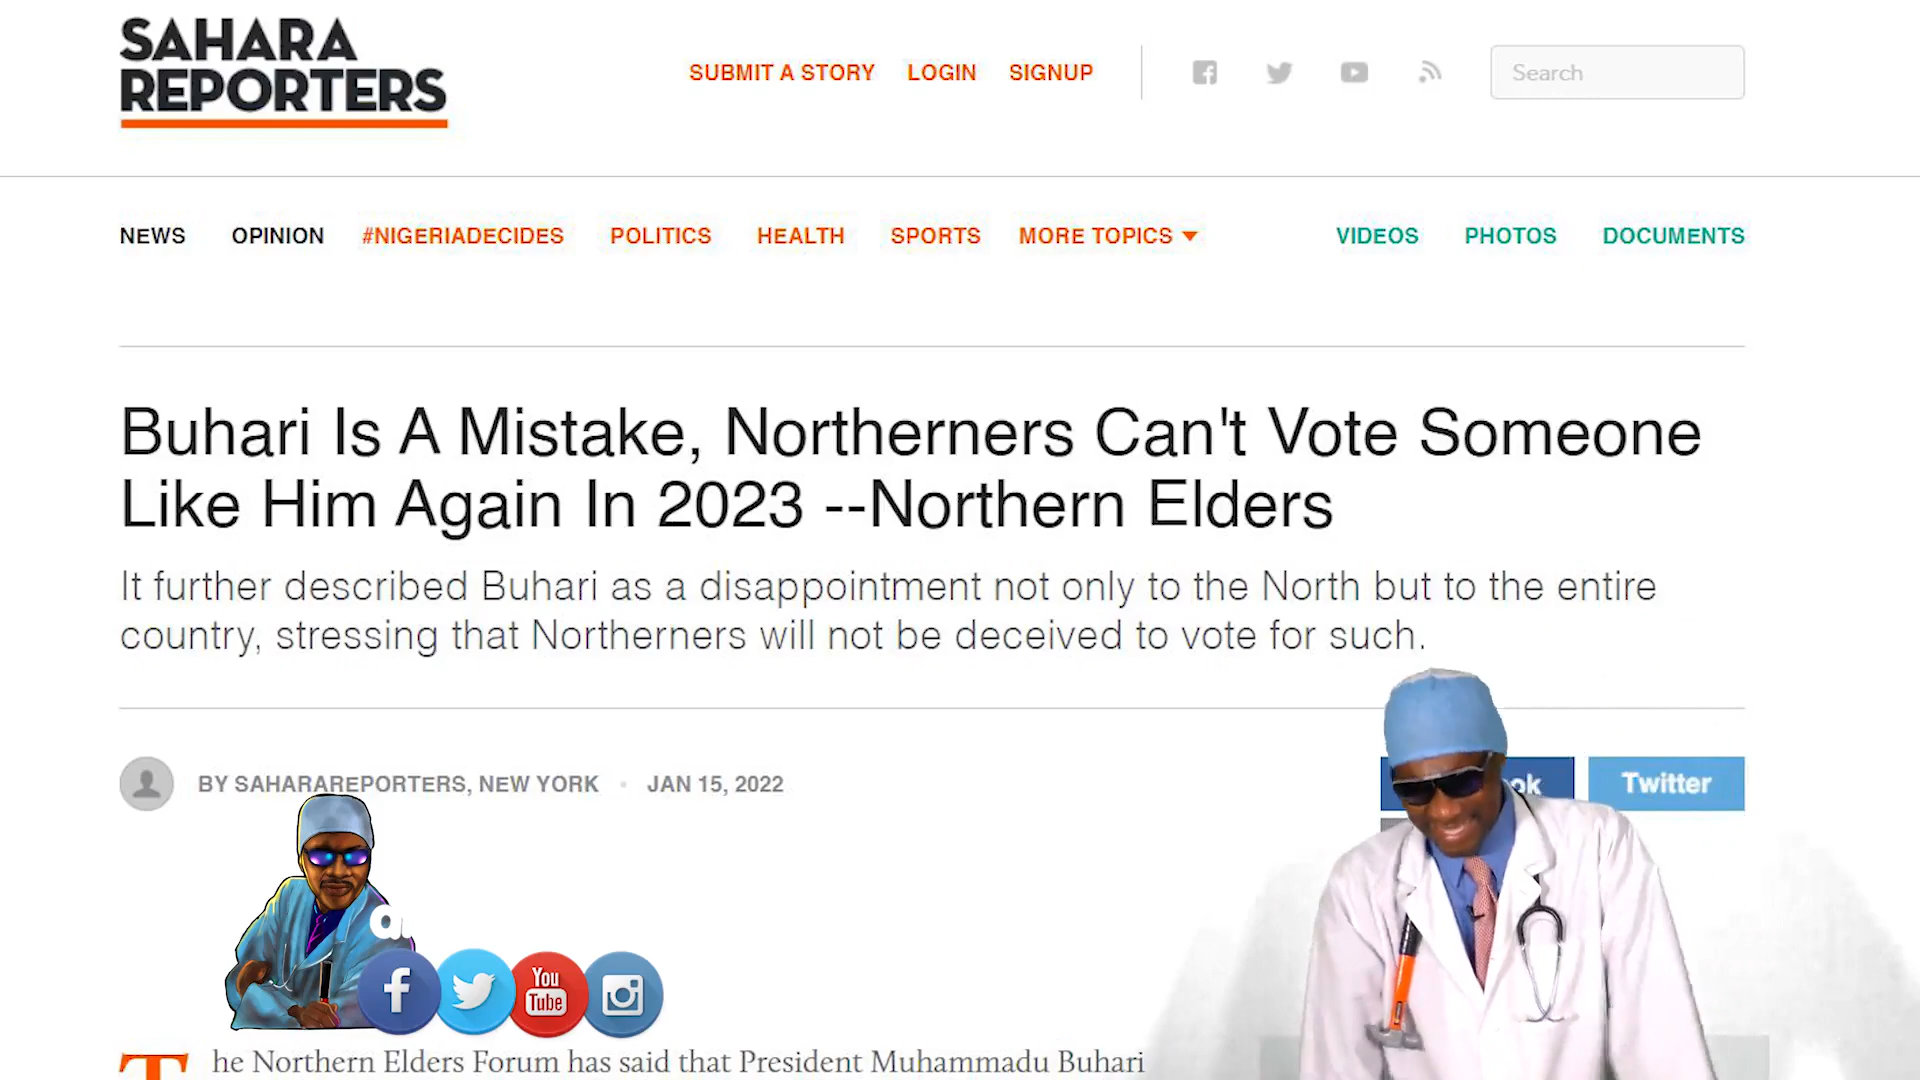 SAHARA
REPORTERS
SUBMIT A STORY LOGIN SIGNUP
Search
NEWS OPINION #NIGERIADECIDES POLITICS HEALTH SPORTS MORE TOPICS VIDEOS PHOTOS DOCUMENTS
Buhari Is A Mistake, Northerners Can't Vote Someone
Like Him Again In 2023 --Northern Elders
It further described Buhari as a disappointment not only to the North but to the entire
country, stressing that Northerners will not be deceived to vote for such.
BY SAHARAREPORTERS, NEW YORK • JAN 15, 2022
ok Twitter
You
Tube
The Northern Elders Forum has said that President Muhammadu Buhari